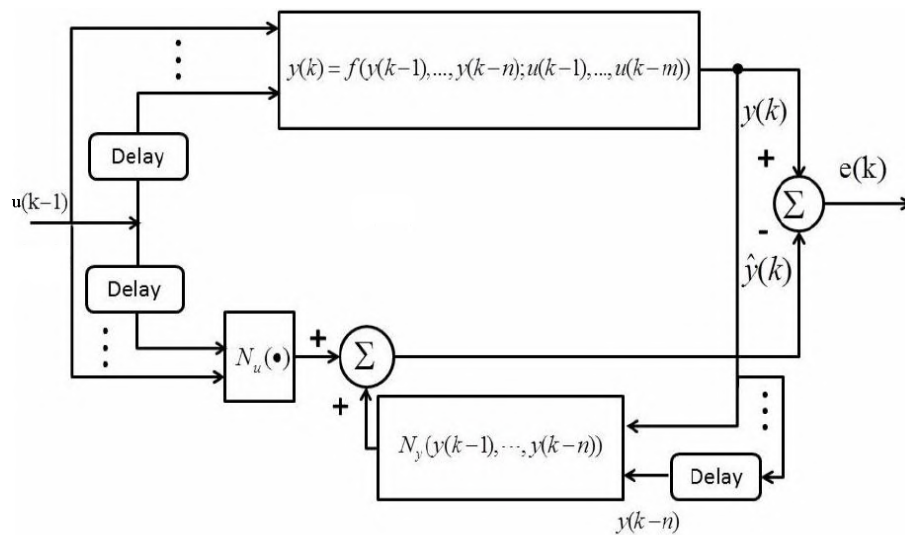 y(k) = f(y(k−1),...,y(k−n);u(k−1),...,u(k−m))
y(k)
Delay
+
e(k)
u(k−1)
Σ
-
ŷ(k)
Delay
N_u(•)
+
Σ
+
N_y(y(k−1),⋯,y(k−n))
Delay
y(k−n)